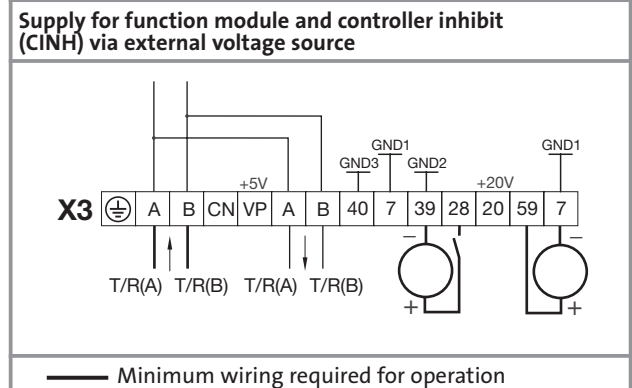 Supply for function module and controller inhibit
(CINH) via external voltage source
GND1 GND1
GND3 GND2
+5V +20V
X3 A B CN VP A B 40 7 39 28 20 59 7
− −
T/R(A) T/R(B) T/R(A) T/R(B)
+ +
Minimum wiring required for operation